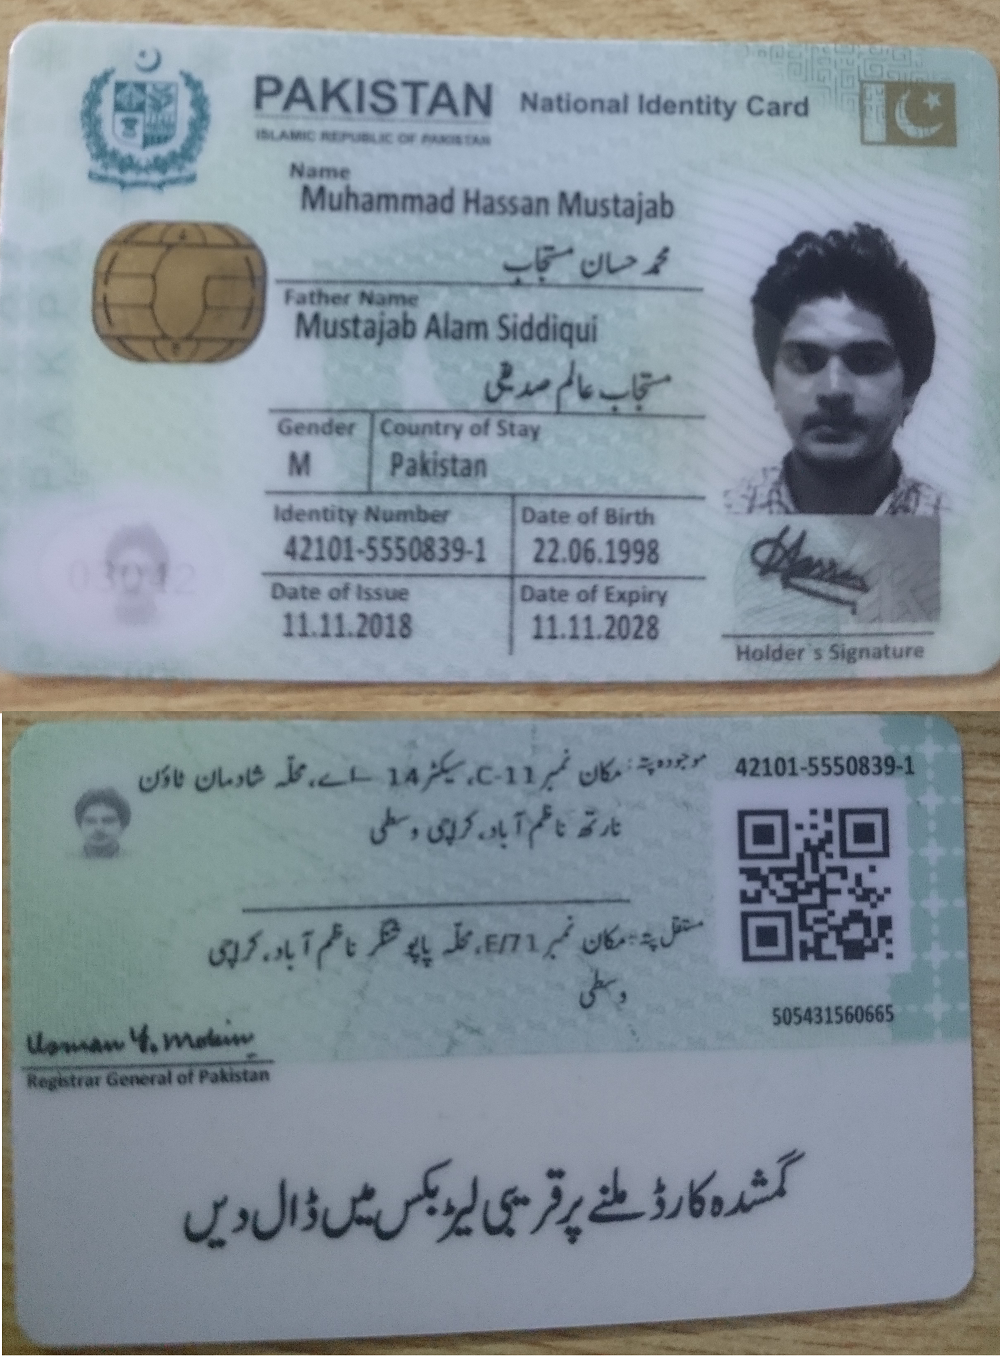 PAKISTAN National Identity Card
ISLAMIC REPUBLIC OF PAKISTAN
Name
Muhammad Hassan Mustajab
محمد حسان مستجاب
Father Name
Mustajab Alam Siddiqui
مستجاب عالم صدیقی
Gender Country of Stay
M Pakistan
Identity Number Date of Birth
42101-5550839-1 22.06.1998
Date of Issue Date of Expiry
11.11.2018 11.11.2028
Holder's Signature
42101-5550839-1
موجودہ پتہ: مکان نمبر C-11، سیکٹر 14 اے، محلّہ شادمان ٹاؤن
نارتھ ناظم آباد، کراچی وسطی
مستقل پتہ: مکان نمبر E/71، محلّہ پاپوشنگر ناظم آباد، کراچی
وسطی
505431560665
Usman Y. Mobin
Registrar General of Pakistan
گمشدہ کارڈ ملنے پر قریبی لیٹر بکس میں ڈال دیں